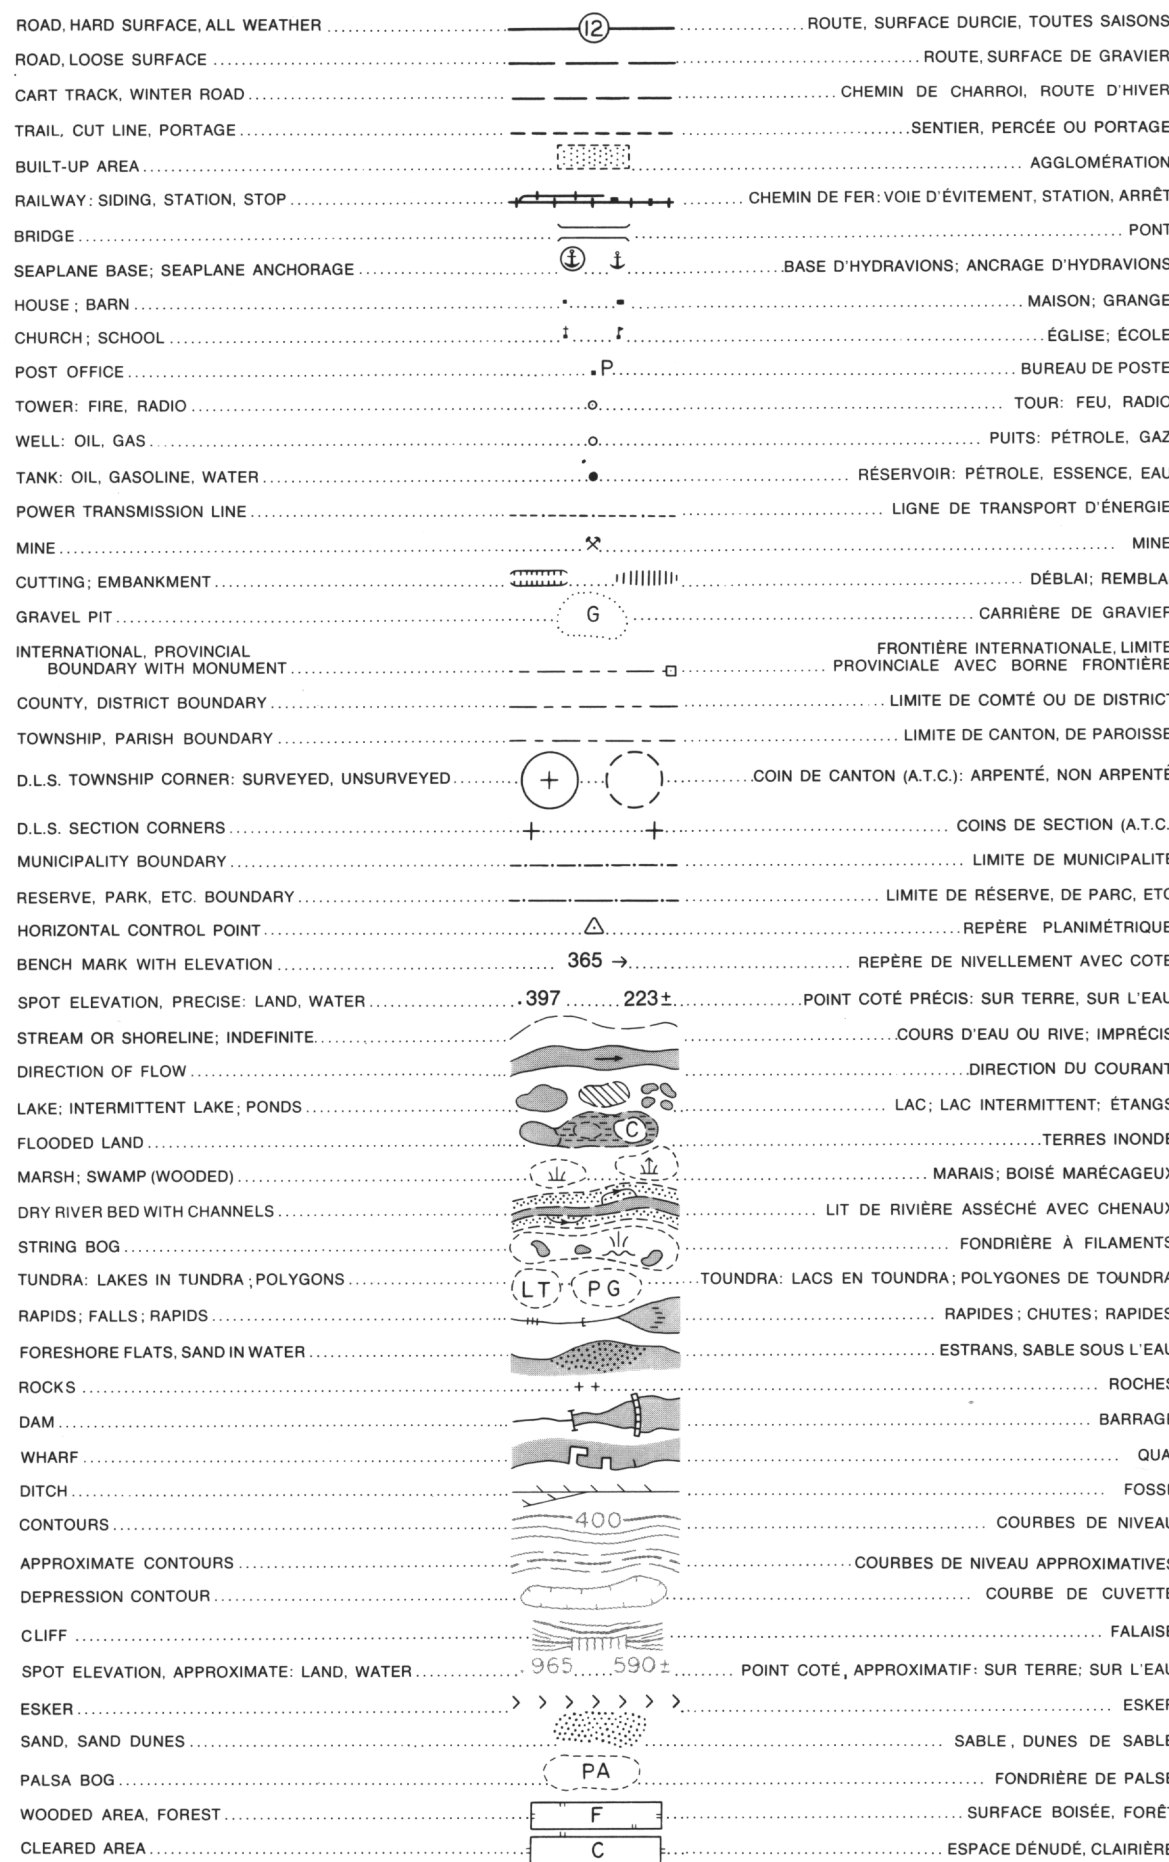 ROAD, HARD SURFACE, ALL WEATHER 12 ROUTE, SURFACE DURCIE, TOUTES SAISONS
ROAD, LOOSE SURFACE ROUTE, SURFACE DE GRAVIER
CART TRACK, WINTER ROAD CHEMIN DE CHARROI, ROUTE D'HIVER
TRAIL, CUT LINE, PORTAGE SENTIER, PERCÉE OU PORTAGE
BUILT-UP AREA AGGLOMÉRATION
RAILWAY: SIDING, STATION, STOP CHEMIN DE FER: VOIE D'ÉVITEMENT, STATION, ARRÊT
BRIDGE PONT
SEAPLANE BASE; SEAPLANE ANCHORAGE BASE D'HYDRAVIONS; ANCRAGE D'HYDRAVIONS
HOUSE; BARN MAISON; GRANGE
CHURCH; SCHOOL ÉGLISE; ÉCOLE
POST OFFICE P BUREAU DE POSTE
TOWER: FIRE, RADIO TOUR: FEU, RADIO
WELL: OIL, GAS PUITS: PÉTROLE, GAZ
TANK: OIL, GASOLINE, WATER RÉSERVOIR: PÉTROLE, ESSENCE, EAU
POWER TRANSMISSION LINE LIGNE DE TRANSPORT D'ÉNERGIE
MINE MINE
CUTTING; EMBANKMENT DÉBLAI; REMBLA
GRAVEL PIT G CARRIÈRE DE GRAVIER
INTERNATIONAL, PROVINCIAL FRONTIÈRE INTERNATIONALE, LIMITE
BOUNDARY WITH MONUMENT PROVINCIALE AVEC BORNE FRONTIÈRE
COUNTY, DISTRICT BOUNDARY LIMITE DE COMTÉ OU DE DISTRICT
TOWNSHIP, PARISH BOUNDARY LIMITE DE CANTON, DE PAROISSE
D.L.S. TOWNSHIP CORNER: SURVEYED, UNSURVEYED COIN DE CANTON (A.T.C.): ARPENTÉ, NON ARPENTÉ
D.L.S. SECTION CORNERS COINS DE SECTION (A.T.C.
MUNICIPALITY BOUNDARY LIMITE DE MUNICIPALITÉ
RESERVE, PARK, ETC. BOUNDARY LIMITE DE RÉSERVE, DE PARC, ETC
HORIZONTAL CONTROL POINT REPÈRE PLANIMÉTRIQUE
BENCH MARK WITH ELEVATION 365 → REPÈRE DE NIVELLEMENT AVEC COTE
SPOT ELEVATION, PRECISE: LAND, WATER .397 223± POINT COTÉ PRÉCIS: SUR TERRE, SUR L'EAU
STREAM OR SHORELINE; INDEFINITE COURS D'EAU OU RIVE; IMPRÉCIS
DIRECTION OF FLOW DIRECTION DU COURANT
LAKE; INTERMITTENT LAKE; PONDS LAC; LAC INTERMITTENT; ÉTANGS
FLOODED LAND C TERRES INONDÉ
MARSH; SWAMP (WOODED) MARAIS; BOISÉ MARÉCAGEUX
DRY RIVER BED WITH CHANNELS LIT DE RIVIÈRE ASSÉCHÉ AVEC CHENAUX
STRING BOG FONDRIÈRE À FILAMENTS
TUNDRA: LAKES IN TUNDRA; POLYGONS LT PG TOUNDRA: LACS EN TOUNDRA; POLYGONES DE TOUNDRA
RAPIDS; FALLS; RAPIDS RAPIDES; CHUTES; RAPIDES
FORESHORE FLATS, SAND IN WATER ESTRANS, SABLE SOUS L'EAU
ROCKS ROCHES
DAM BARRAGE
WHARF QUA
DITCH FOSSÉ
CONTOURS 400 COURBES DE NIVEAU
APPROXIMATE CONTOURS COURBES DE NIVEAU APPROXIMATIVES
DEPRESSION CONTOUR COURBE DE CUVETTE
CLIFF FALAISE
SPOT ELEVATION, APPROXIMATE: LAND, WATER .965 590± POINT COTÉ, APPROXIMATIF: SUR TERRE; SUR L'EAU
ESKER ESKER
SAND, SAND DUNES SABLE, DUNES DE SABLE
PALSA BOG PA FONDRIÈRE DE PALSE
WOODED AREA, FOREST F SURFACE BOISÉE, FORÊT
CLEARED AREA C ESPACE DÉNUDÉ, CLAIRIÈRE